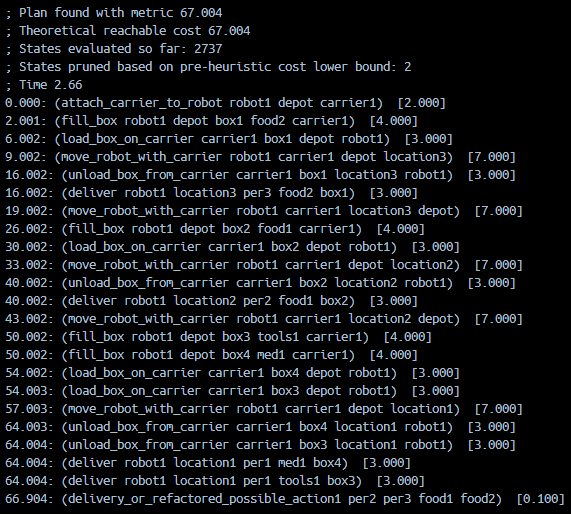 ; Plan found with metric 67.004
; Theoretical reachable cost 67.004
; States evaluated so far: 2737
; States pruned based on pre-heuristic cost lower bound: 2
; Time 2.66
0.000: (attach_carrier_to_robot robot1 depot carrier1)  [2.000]
2.001: (fill_box robot1 depot box1 food2 carrier1)  [4.000]
6.002: (load_box_on_carrier carrier1 box1 depot robot1)  [3.000]
9.002: (move_robot_with_carrier robot1 carrier1 depot location3)  [7.000]
16.002: (unload_box_from_carrier carrier1 box1 location3 robot1)  [3.000]
16.002: (deliver robot1 location3 per3 food2 box1)  [3.000]
19.002: (move_robot_with_carrier robot1 carrier1 location3 depot)  [7.000]
26.002: (fill_box robot1 depot box2 food1 carrier1)  [4.000]
30.002: (load_box_on_carrier carrier1 box2 depot robot1)  [3.000]
33.002: (move_robot_with_carrier robot1 carrier1 depot location2)  [7.000]
40.002: (unload_box_from_carrier carrier1 box2 location2 robot1)  [3.000]
40.002: (deliver robot1 location2 per2 food1 box2)  [3.000]
43.002: (move_robot_with_carrier robot1 carrier1 location2 depot)  [7.000]
50.002: (fill_box robot1 depot box3 tools1 carrier1)  [4.000]
50.002: (fill_box robot1 depot box4 med1 carrier1)  [4.000]
54.002: (load_box_on_carrier carrier1 box4 depot robot1)  [3.000]
54.003: (load_box_on_carrier carrier1 box3 depot robot1)  [3.000]
57.003: (move_robot_with_carrier robot1 carrier1 depot location1)  [7.000]
64.003: (unload_box_from_carrier carrier1 box4 location1 robot1)  [3.000]
64.004: (unload_box_from_carrier carrier1 box3 location1 robot1)  [3.000]
64.004: (deliver robot1 location1 per1 med1 box4)  [3.000]
64.004: (deliver robot1 location1 per1 tools1 box3)  [3.000]
66.904: (delivery_or_refactored_possible_action1 per2 per3 food1 food2)  [0.100]